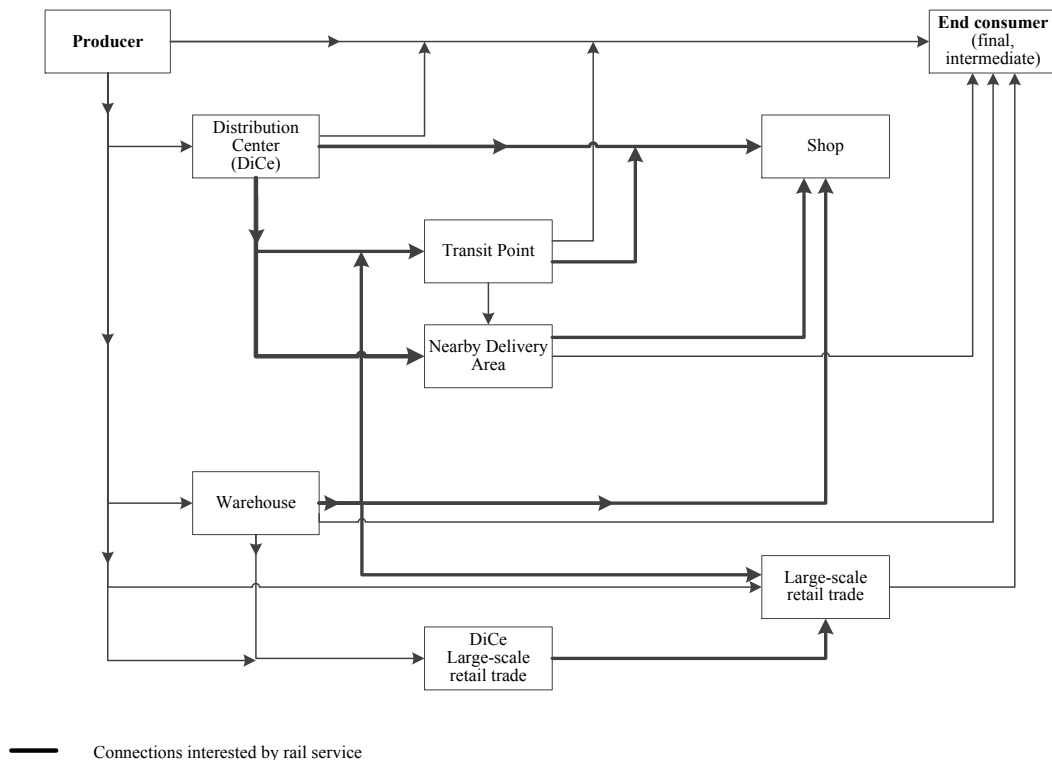 Producer
End consumer
(final,
intermediate)
Distribution
Center
(DiCe)
Shop
Transit Point
Nearby Delivery
Area
Warehouse
Large-scale
retail trade
DiCe
Large-scale
retail trade
Connections interested by rail service